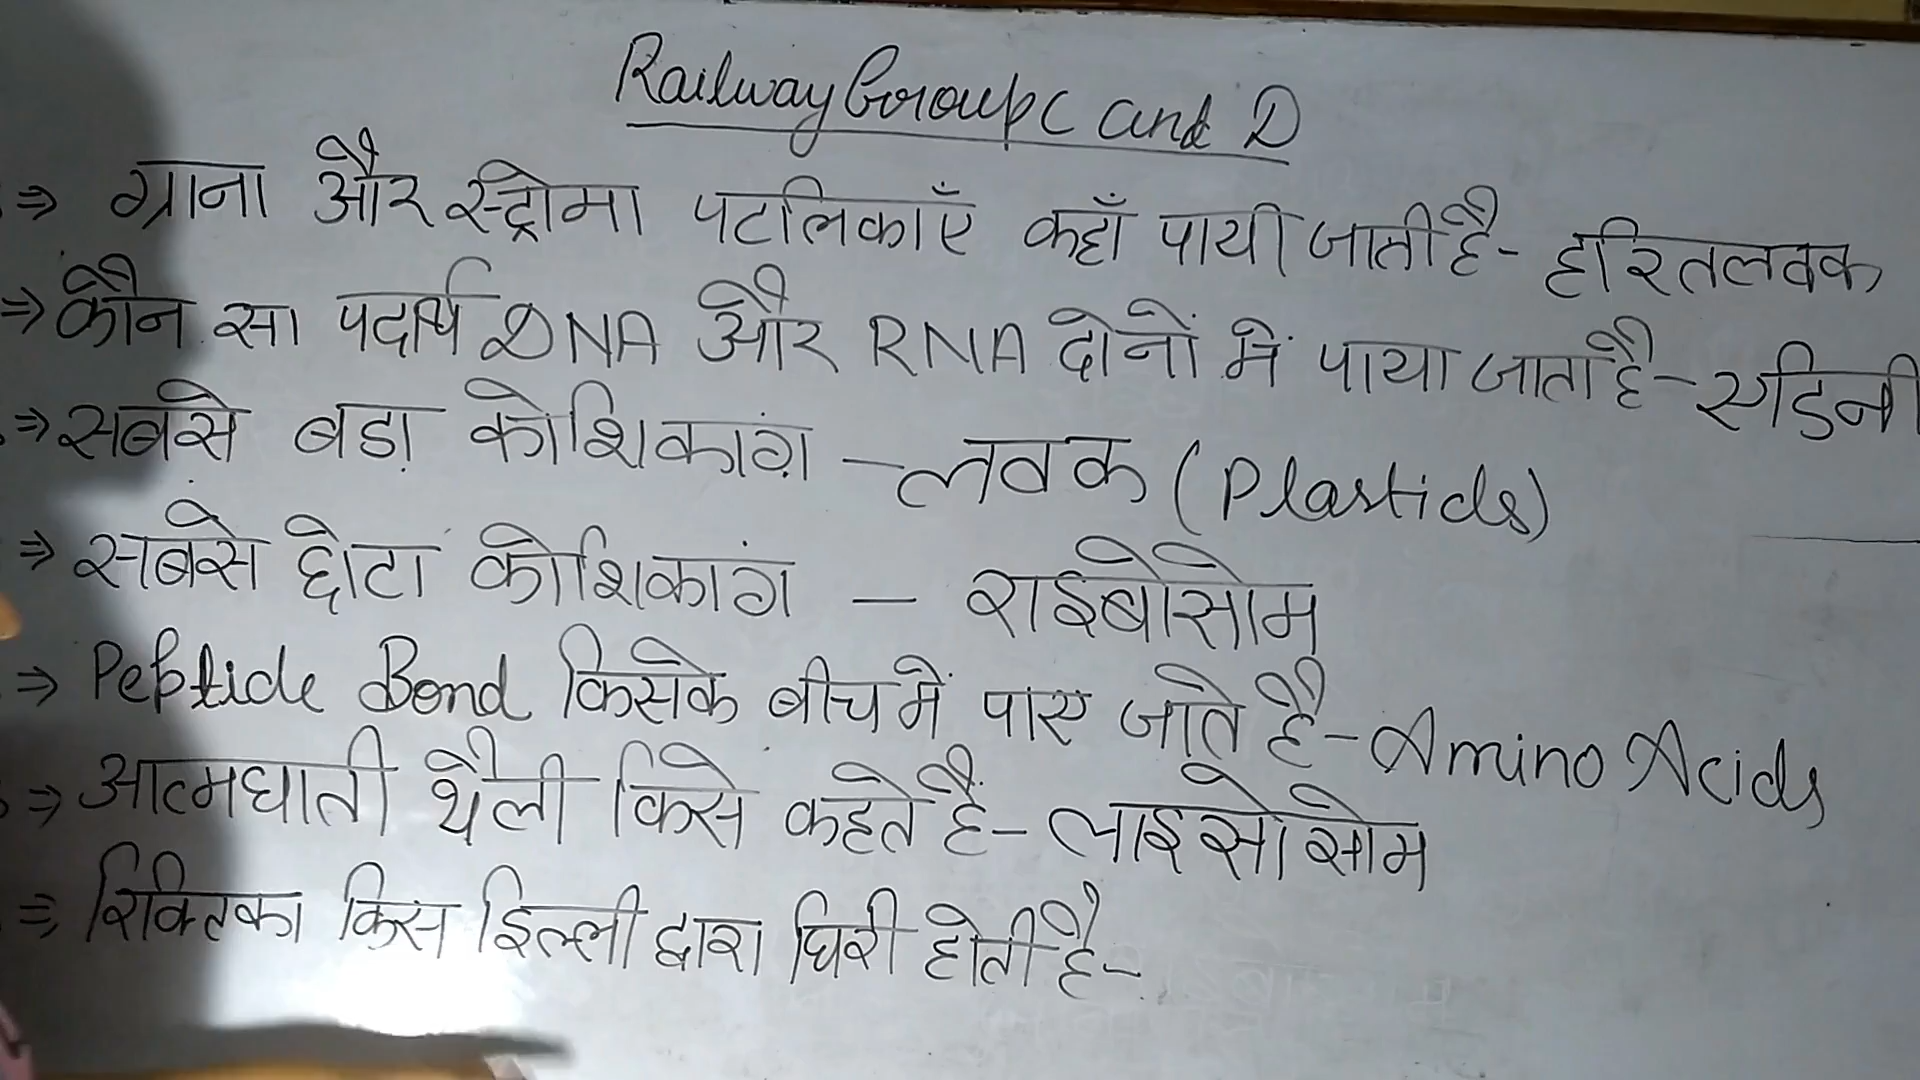 Railway Group C and D
⇒ ग्राना और स्ट्रोमा पटलिकाएँ कहाँ पायी जाती है- हरितलवक
⇒ कौन सा पदार्थ DNA और RNA दोनों में पाया जाता है- एडिनी
⇒ सबसे बड़ा कोशिकांग - लवक (Plastids)
⇒ सबसे छोटा कोशिकांग - राइबोसोम
⇒ Peptide Bond किसके बीच में पाए जाते है- Amino Acids
⇒ आत्मघाती थैली किसे कहते हैं- लाइसोसोम
⇒ रिक्तिका किस झिल्ली द्वारा घिरी होती है-